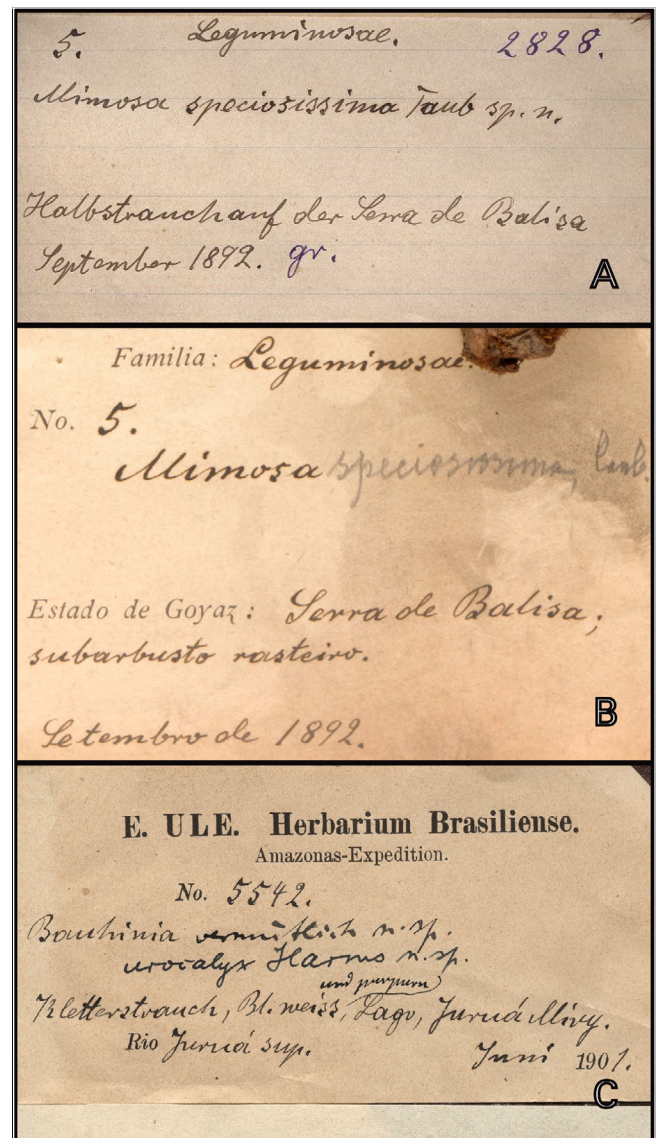 5. Leguminosae. 2828.
Mimosa speciosissima Taub sp. n.
Halbstrauch auf der Serra de Balisa
September 1892. gr.
A
Familia: Leguminosae.
No. 5.
Mimosa speciosissima, Taub.
Estado de Goyaz: Serra de Balisa;
subarbusto rasteiro.
Setembro de 1892.
B
E. ULE. Herbarium Brasiliense.
Amazonas-Expedition.
No. 5542.
Bauhinia vermutlich n. sp.
urocalyx Harms n. sp.
und purpurn
Kletterstrauch, Bl. weiss, Lago, Juruá Miry.
Rio Juruá sup. Juni 1901.
C